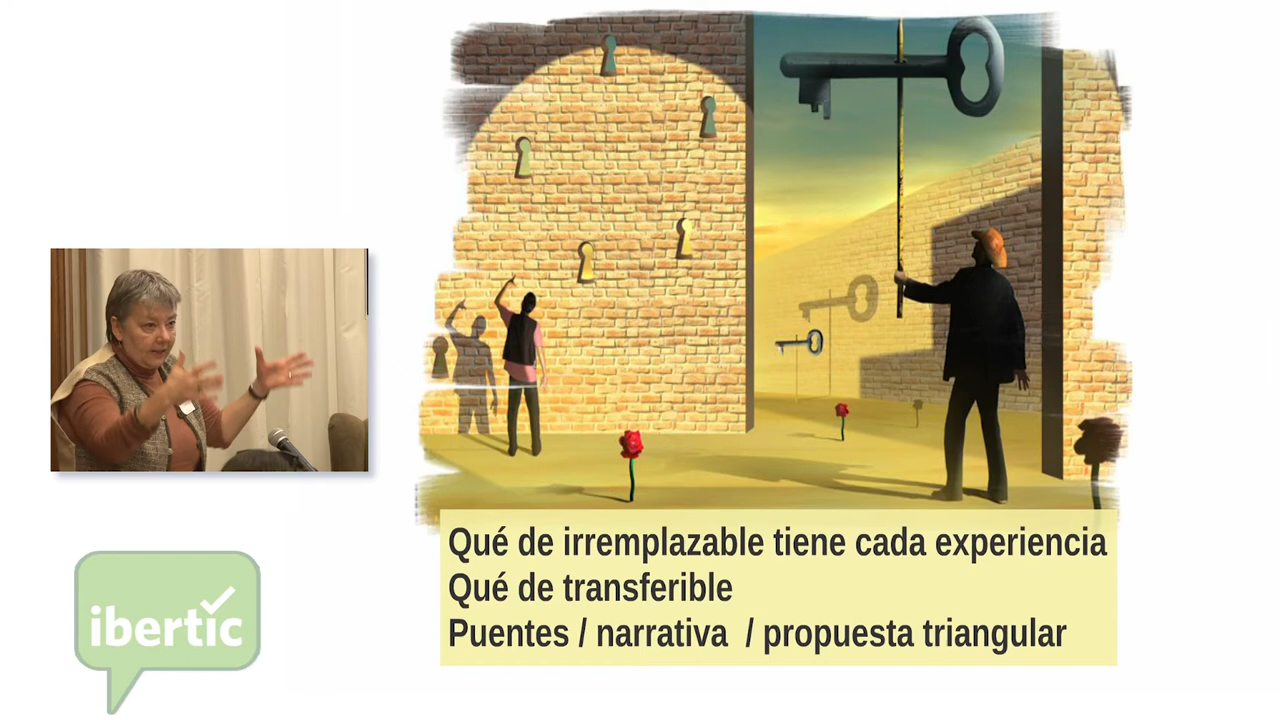 Qué de irremplazable tiene cada experiencia
Qué de transferible
Puentes / narrativa / propuesta triangular
ibertic